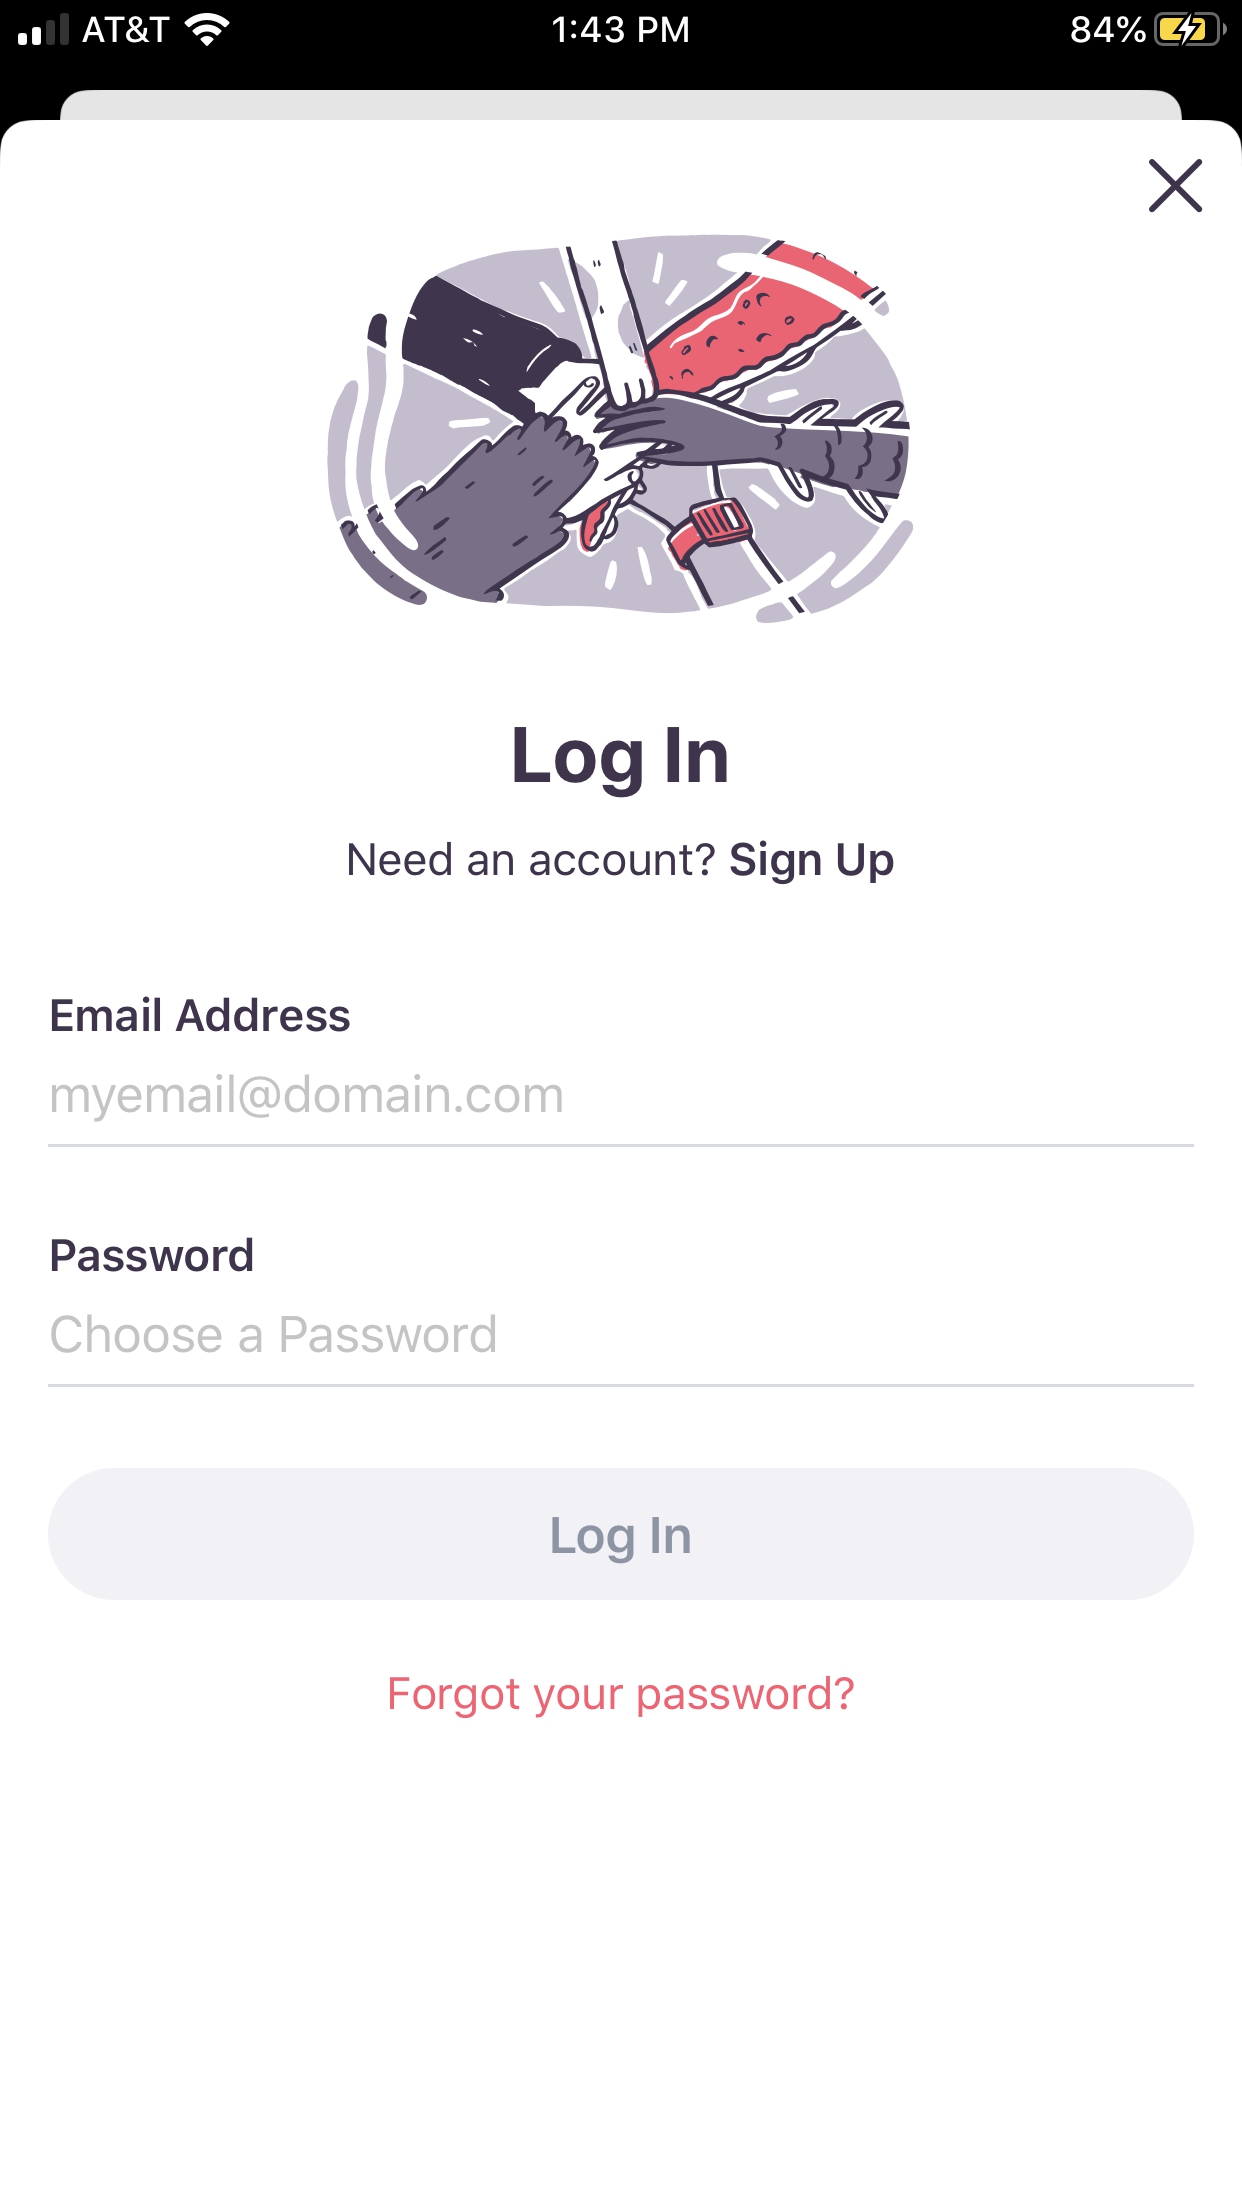 AT&T 1:43 PM 84%
Log In
Need an account? Sign Up
Email Address
myemail@domain.com
Password
Choose a Password
Log In
Forgot your password?